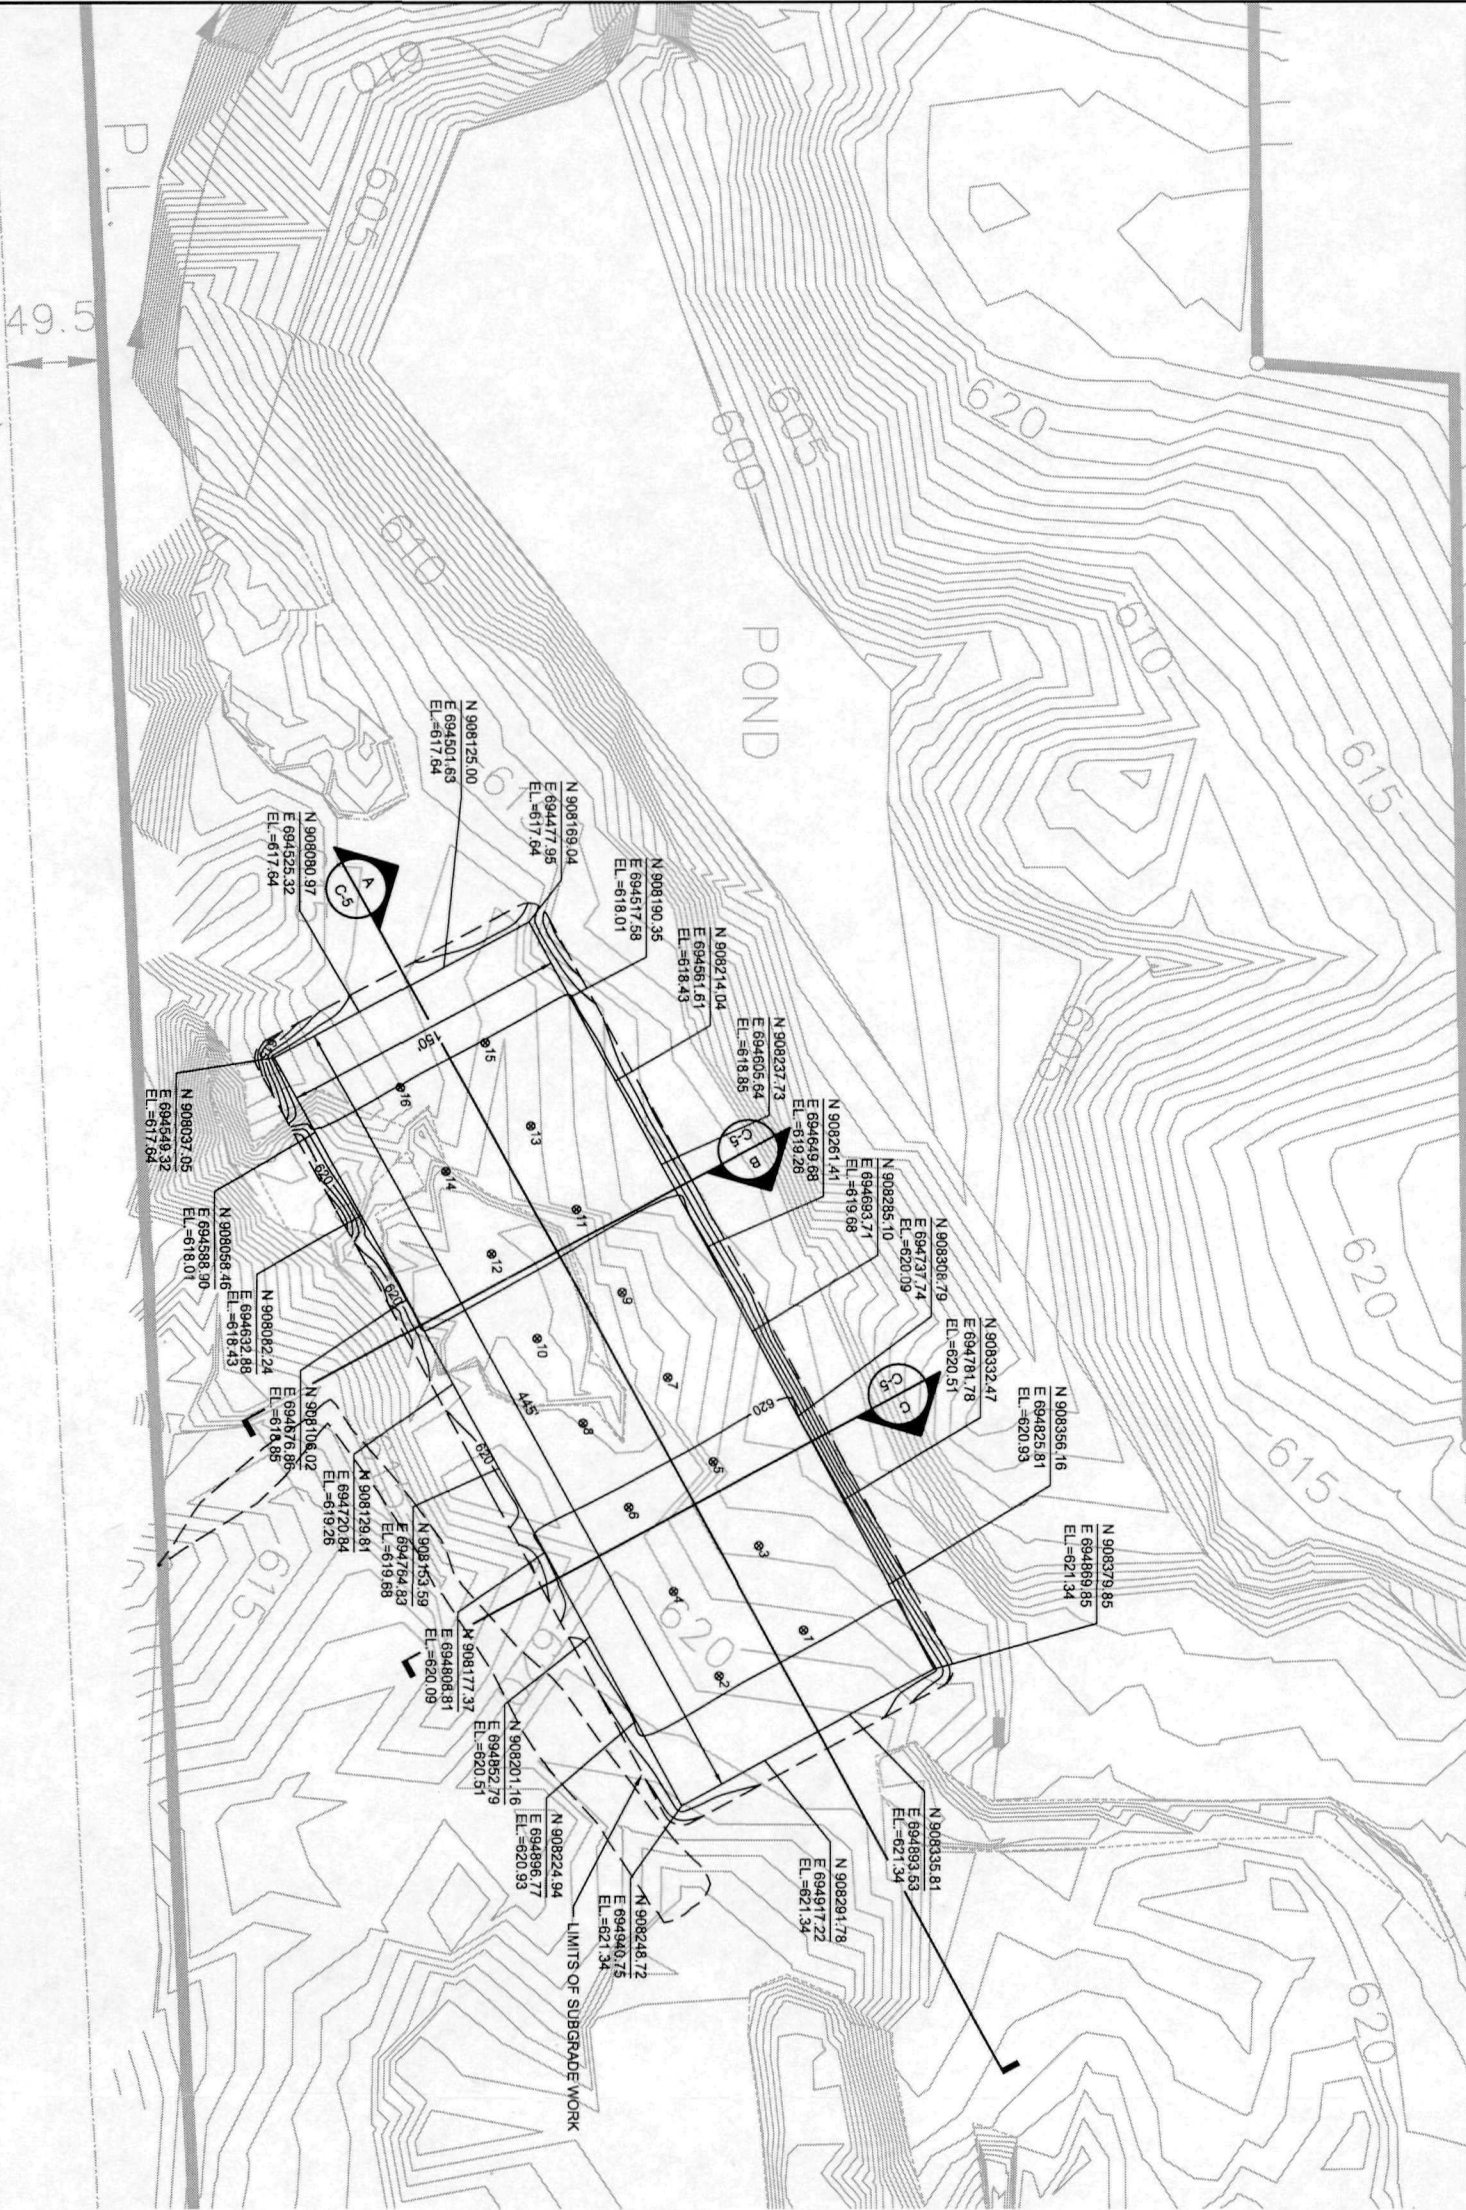 P.L.
49.5
610
605
605
600
620
610
610
615
POND
605
620
615
615
620
620
N 908125.00
E 694501.63
EL.=617.64
N 908169.04
E 694477.95
EL.=617.64
N 908190.35
E 694517.58
EL.=618.01
N 908214.04
E 694561.61
EL.=618.43
N 908237.73
E 694605.64
EL.=618.85
N 908261.41
E 694649.68
EL.=619.26
N 908285.10
E 694693.71
EL.=619.68
N 908308.79
E 694737.74
EL.=620.09
N 908332.47
E 694781.78
EL.=620.51
N 908356.16
E 694825.81
EL.=620.93
N 908379.85
E 694869.85
EL.=621.34
N 908335.81
E 694893.53
EL.=621.34
N 908291.78
E 694917.22
EL.=621.34
N 908248.72
E 694940.75
EL.=621.34
N 908224.94
E 694896.77
EL.=620.93
N 908201.16
E 694852.79
EL.=620.51
N 908177.37
E 694808.81
EL.=620.09
N 908153.59
E 694764.83
EL.=619.68
N 908129.81
E 694720.84
EL.=619.26
N 908106.02
E 694676.86
EL.=618.85
N 908082.24
E 694632.88
EL.=618.43
N 908058.46
E 694588.90
EL.=618.01
N 908037.05
E 694549.32
EL.=617.64
N 908080.97
E 694525.32
EL.=617.64
A
C-5
B
C-5
C
C-5
150'
445'
620
620
620
620
1
2
3
4
5
6
7
8
9
10
11
12
13
14
15
16
LIMITS OF SUBGRADE WORK